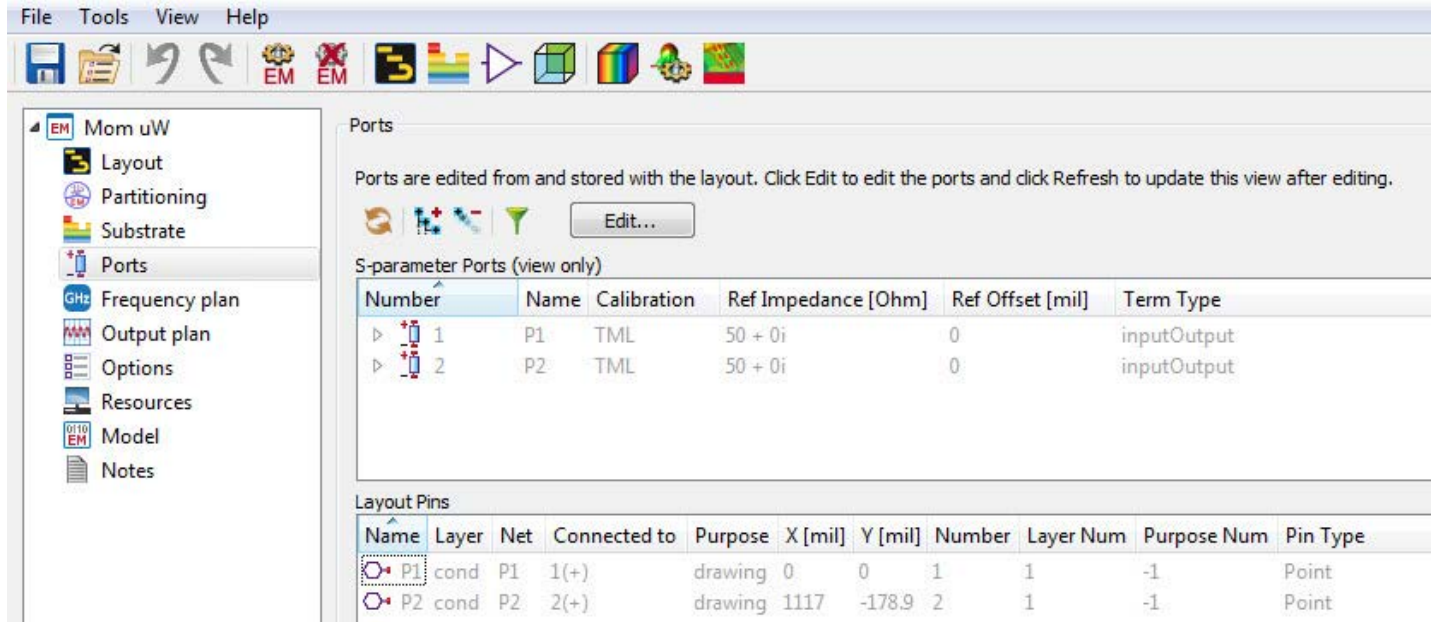 File Tools View Help
EM EM
EM Mom uW
Layout
Partitioning
Substrate
Ports
GHz Frequency plan
Output plan
Options
Resources
0110 EM Model
Notes
Ports
Ports are edited from and stored with the layout. Click Edit to edit the ports and click Refresh to update this view after editing.
Edit...
S-parameter Ports (view only)
Number Name Calibration Ref Impedance [Ohm] Ref Offset [mil] Term Type
1 P1 TML 50 + 0i 0 inputOutput
2 P2 TML 50 + 0i 0 inputOutput
Layout Pins
Name Layer Net Connected to Purpose X [mil] Y [mil] Number Layer Num Purpose Num Pin Type
P1 cond P1 1(+) drawing 0 0 1 1 -1 Point
P2 cond P2 2(+) drawing 1117 -178.9 2 1 -1 Point